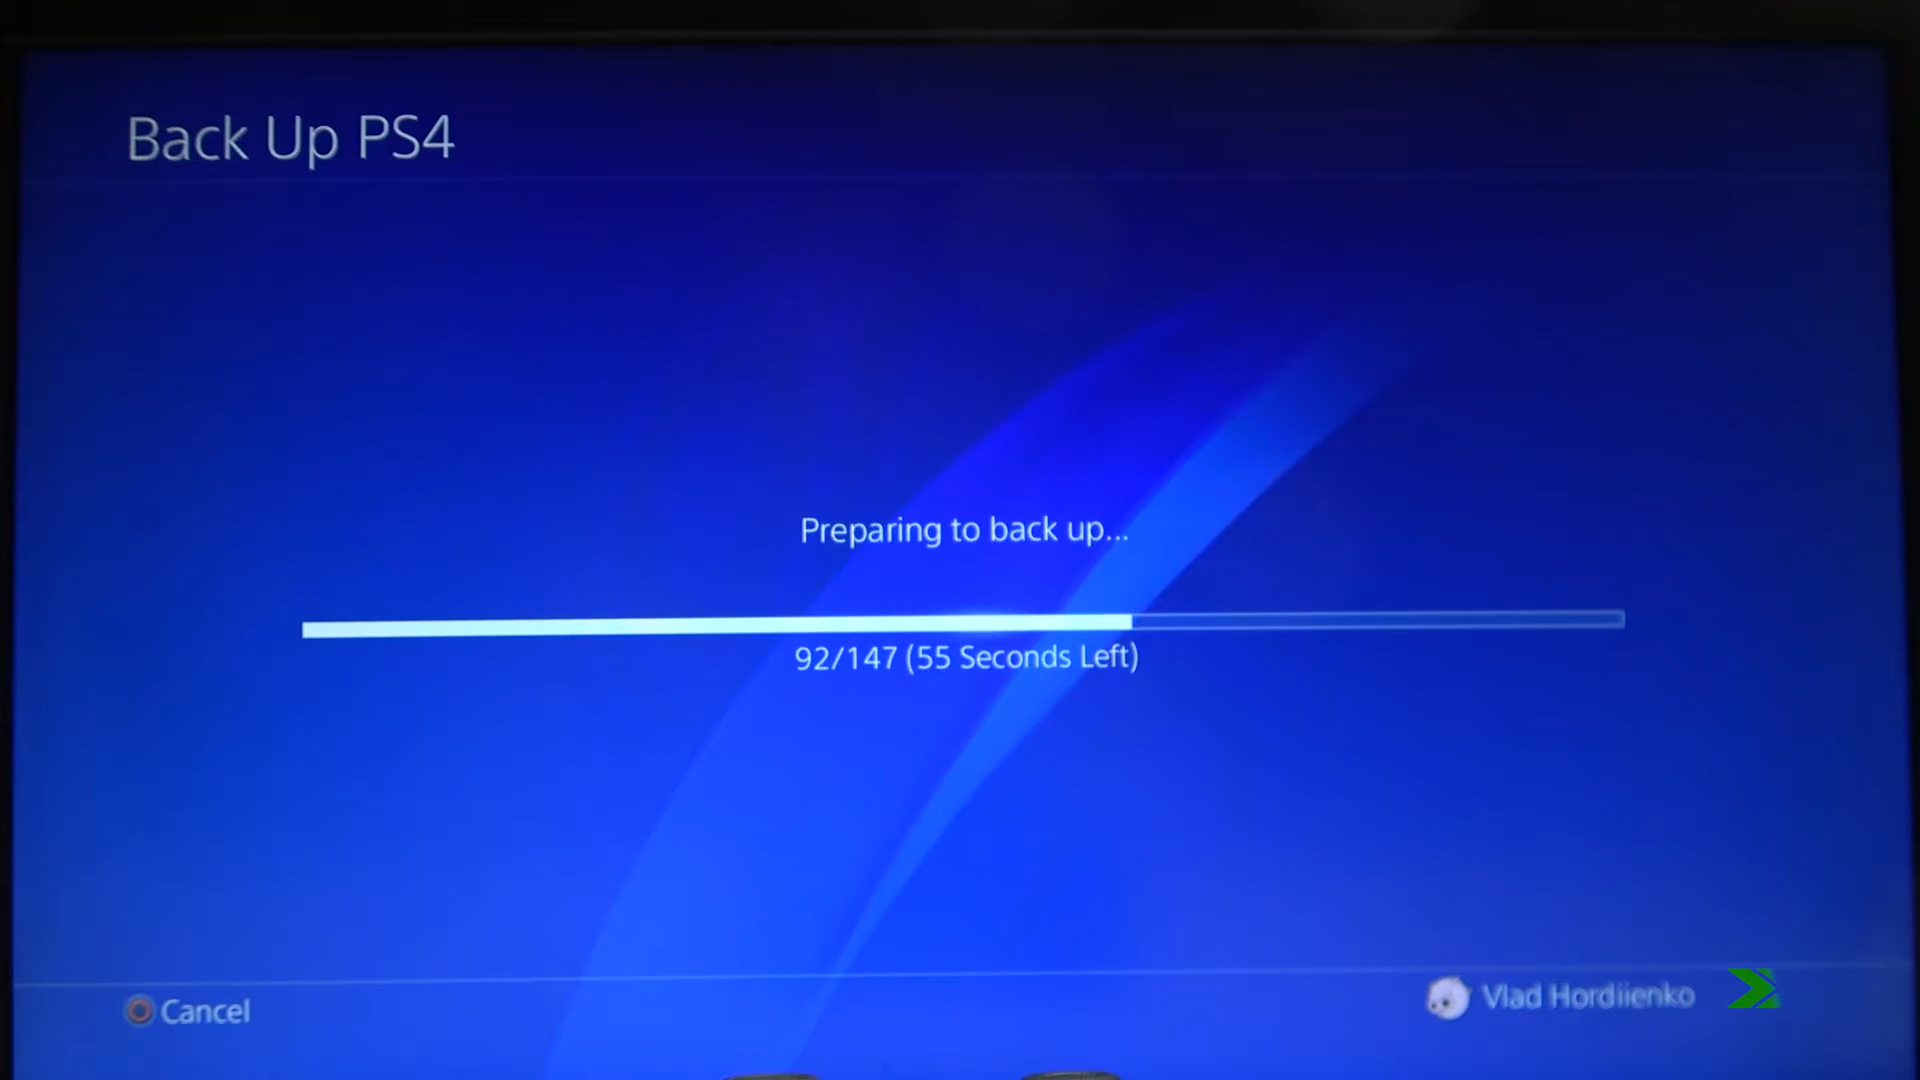 Back Up PS4
Preparing to back up...
92/147 (55 Seconds Left)
Cancel
Vlad Hordiienko